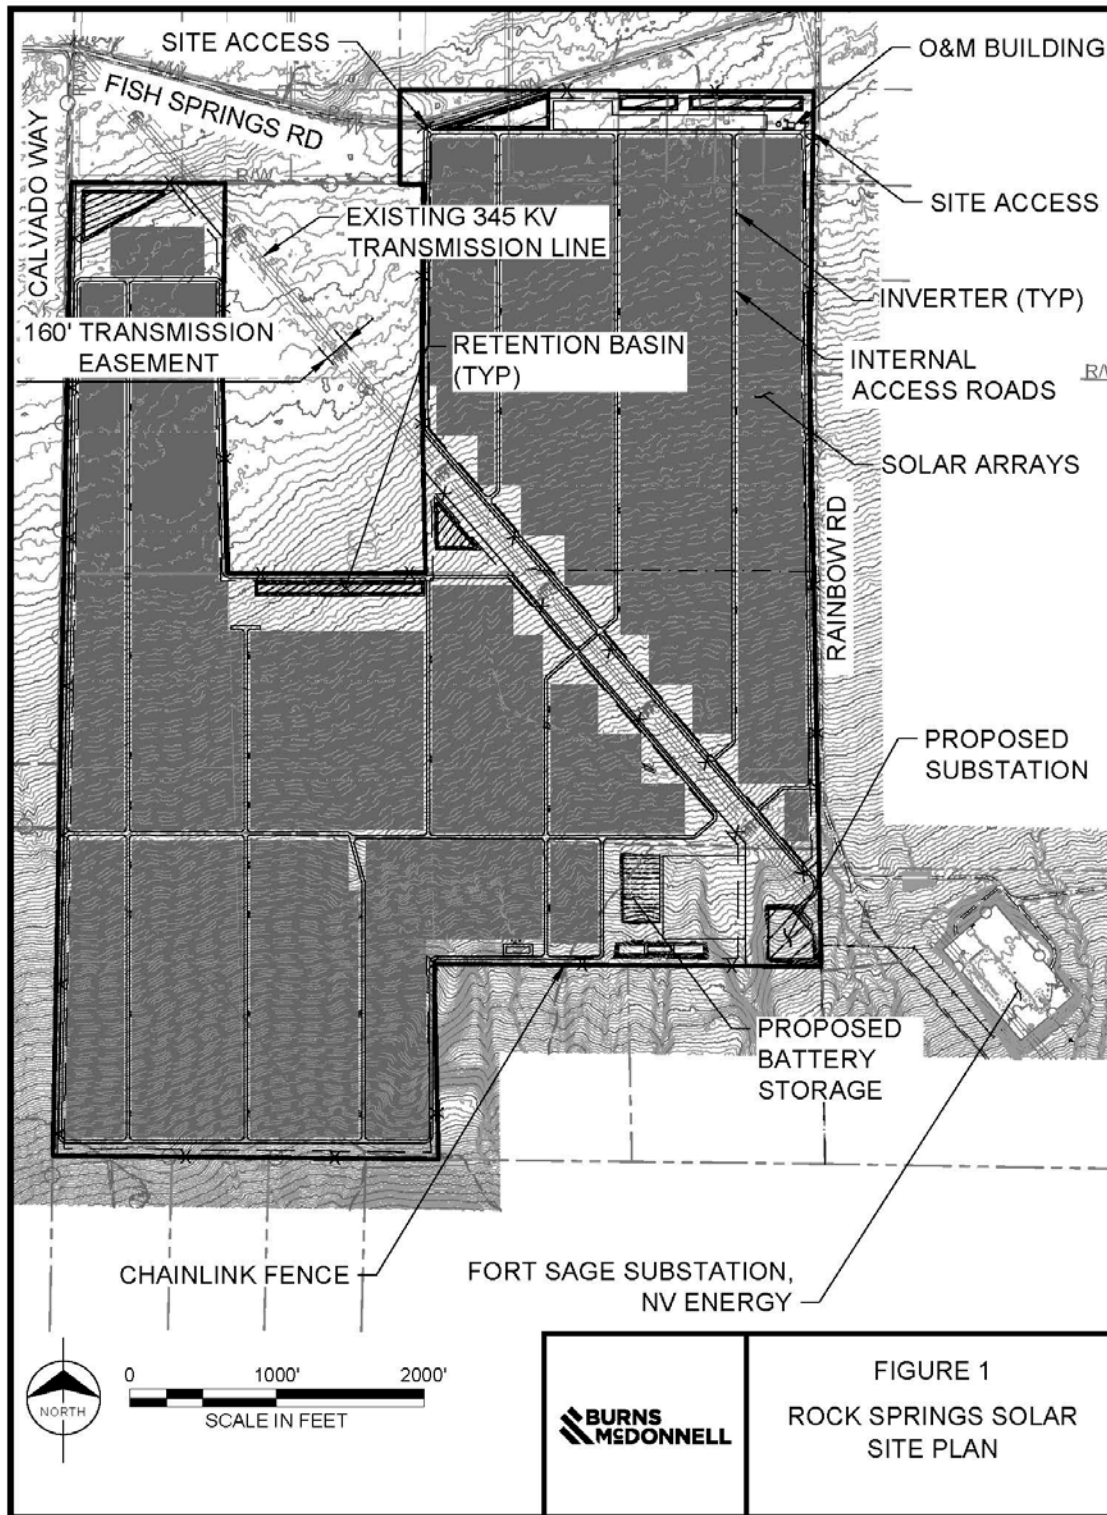 SITE ACCESS
O&M BUILDING
FISH SPRINGS RD
CALVADO WAY
R/W
SITE ACCESS
EXISTING 345 KV
TRANSMISSION LINE
INVERTER (TYP)
160' TRANSMISSION
EASEMENT
RETENTION BASIN
(TYP)
INTERNAL
ACCESS ROADS
R/W
SOLAR ARRAYS
RAINBOW RD
PROPOSED
SUBSTATION
PROPOSED
BATTERY
STORAGE
CHAINLINK FENCE
FORT SAGE SUBSTATION,
NV ENERGY
NORTH
0 1000' 2000'
SCALE IN FEET
BURNS
MCDONNELL
FIGURE 1
ROCK SPRINGS SOLAR
SITE PLAN